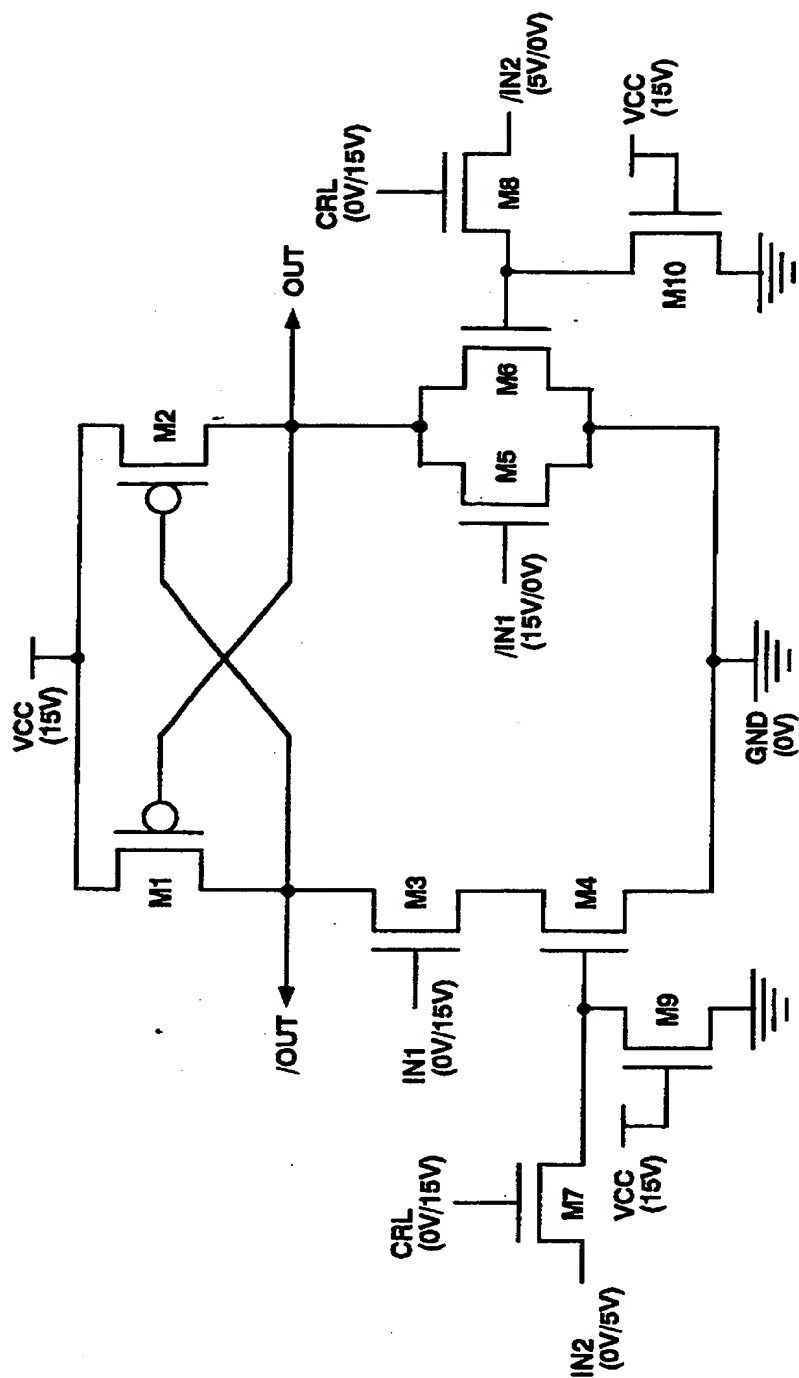 VCC
(15V)
M1
M2
/OUT
OUT
IN1
(0V/15V)
M3
/IN1
(15V/0V)
M5
M6
CRL
(0V/15V)
M8
/IN2
(5V/0V)
CRL
(0V/15V)
M7
IN2
(0V/5V)
M4
VCC
(15V)
M9
M10
VCC
(15V)
GND
(0V)